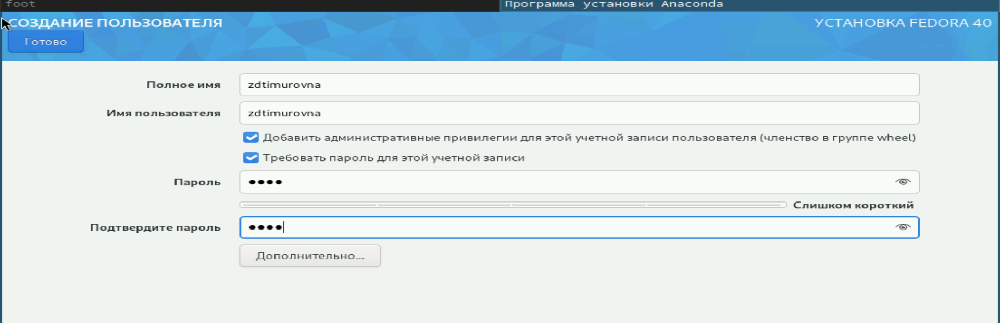 foot
Программа установки Anaconda
СОЗДАНИЕ ПОЛЬЗОВАТЕЛЯ
УСТАНОВКА FEDORA 40
Готово
Полное имя
zdtimurovna
Имя пользователя
zdtimurovna
Добавить административные привилегии для этой учетной записи пользователя (членство в группе wheel)
Требовать пароль для этой учетной записи
Пароль
●●●●
Слишком короткий
Подтвердите пароль
●●●●
Дополнительно...